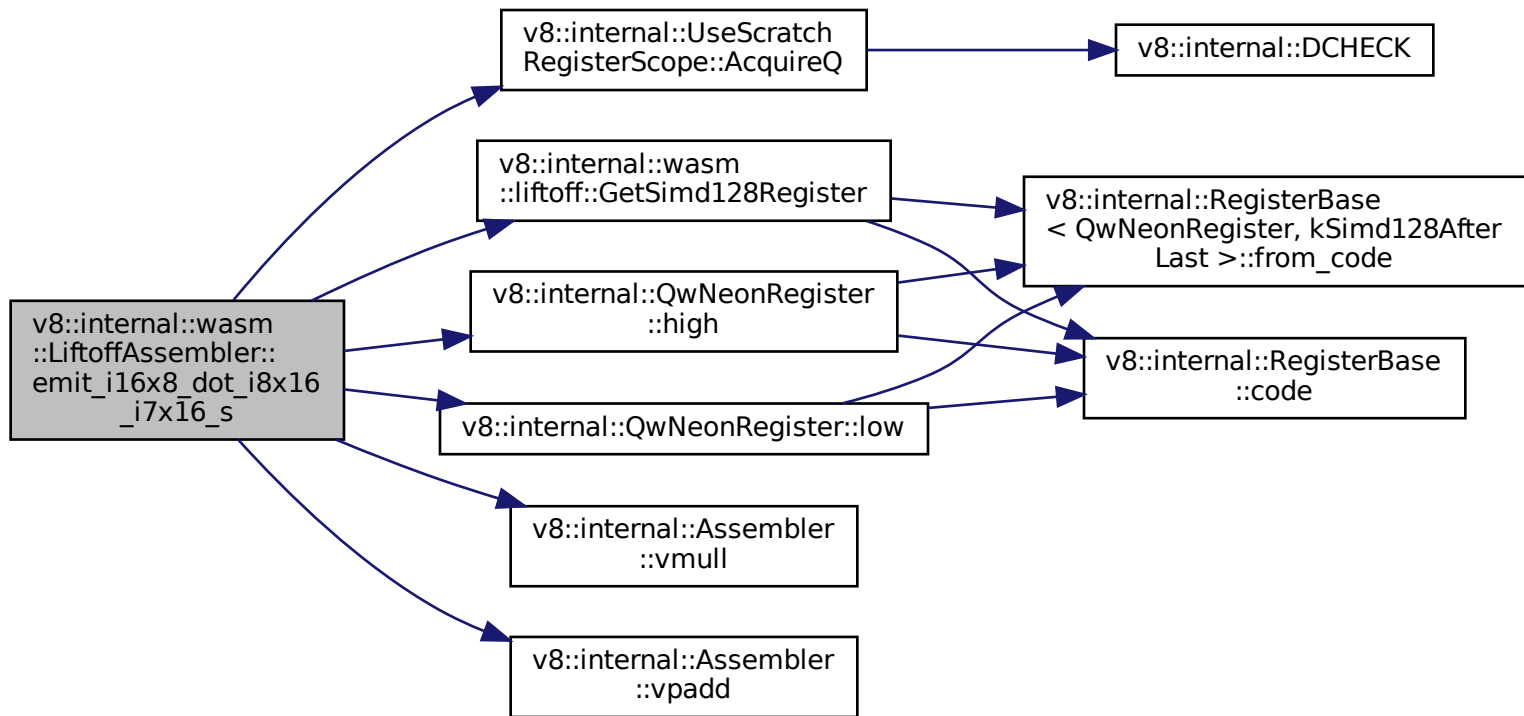 v8::internal::wasm
::LiftoffAssembler::
emit_i16x8_dot_i8x16
_i7x16_s
v8::internal::UseScratch
RegisterScope::AcquireQ
v8::internal::DCHECK
v8::internal::wasm
::liftoff::GetSimd128Register
v8::internal::RegisterBase
< QwNeonRegister, kSimd128After
Last >::from_code
v8::internal::QwNeonRegister
::high
v8::internal::RegisterBase
::code
v8::internal::QwNeonRegister::low
v8::internal::Assembler
::vmull
v8::internal::Assembler
::vpadd